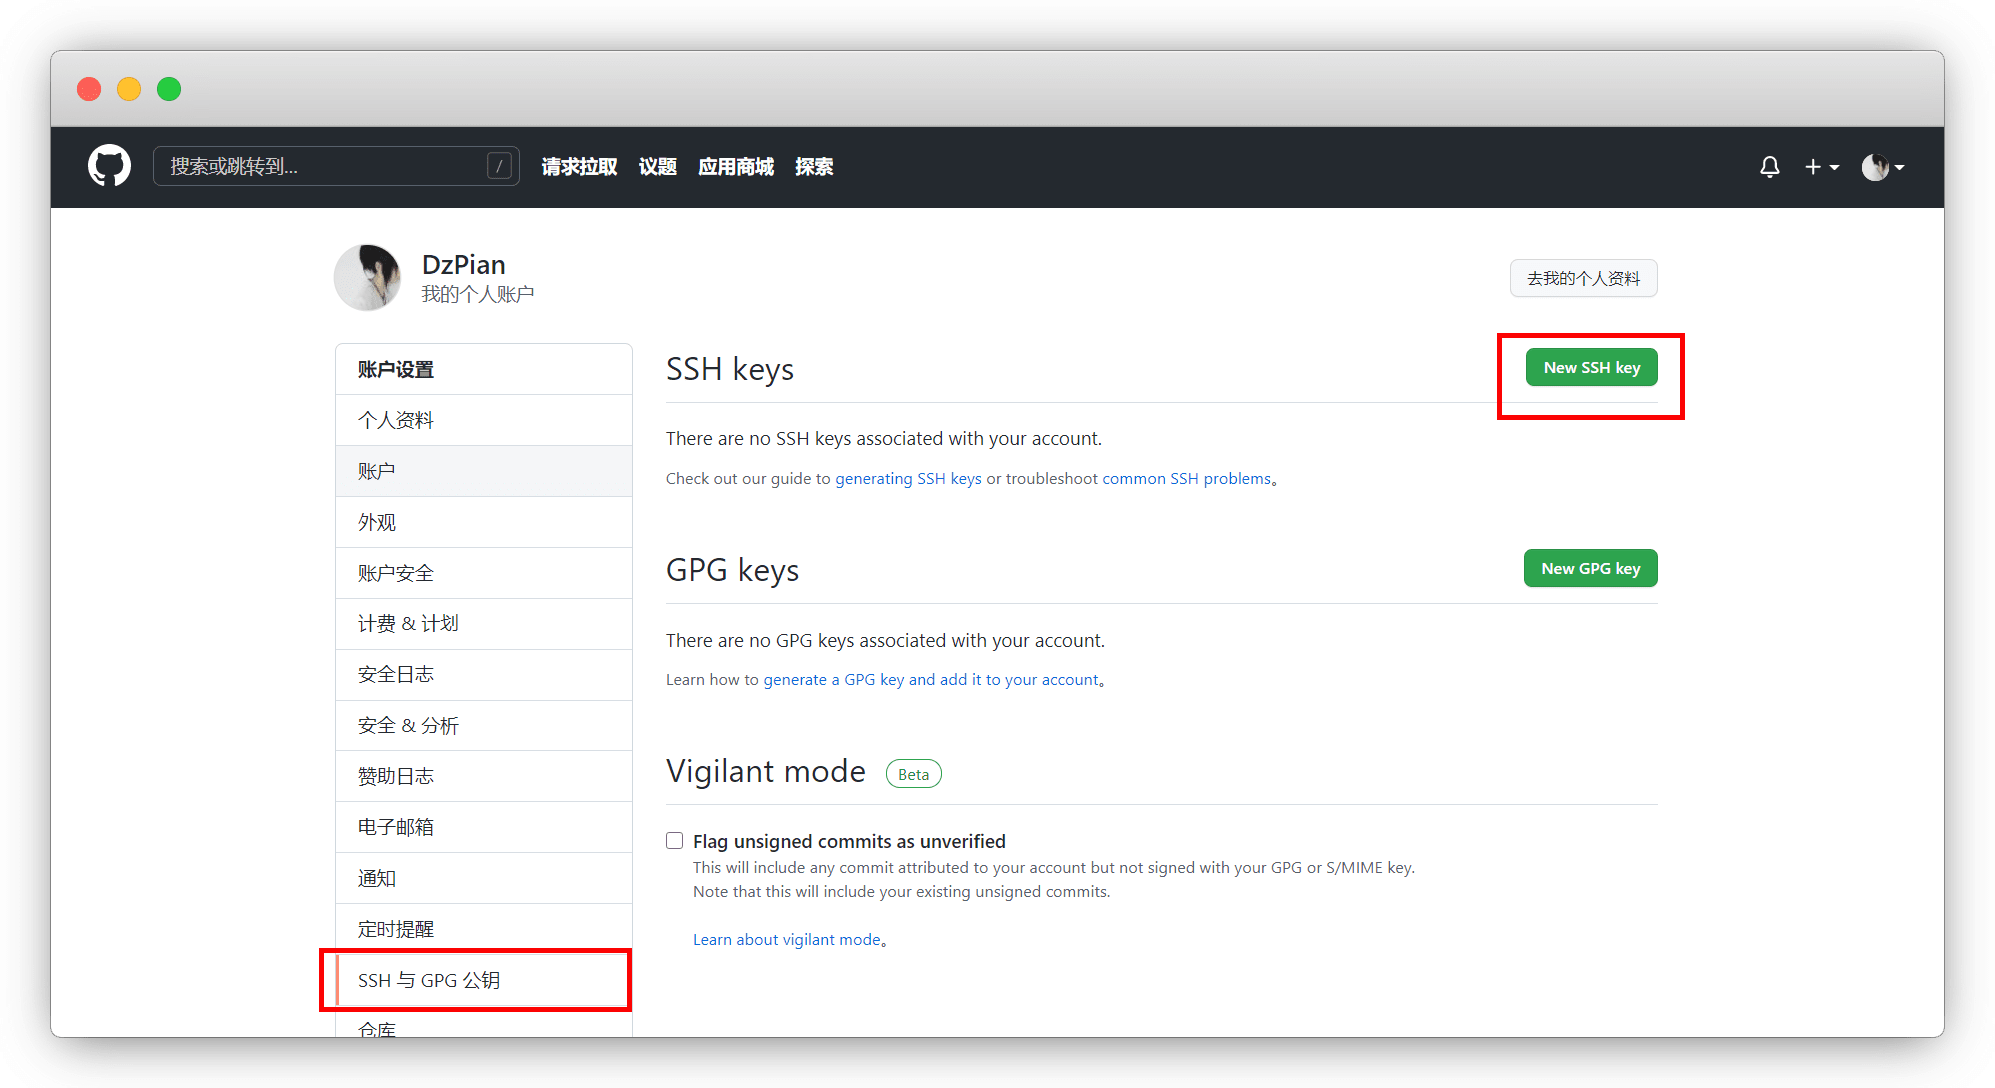 搜索或跳转到... / 请求拉取 议题 应用商城 探索
DzPian
我的个人账户
去我的个人资料
账户设置
个人资料
账户
外观
账户安全
计费 & 计划
安全日志
安全 & 分析
赞助日志
电子邮箱
通知
定时提醒
SSH 与 GPG 公钥
仓库
SSH keys
New SSH key
There are no SSH keys associated with your account.
Check out our guide to generating SSH keys or troubleshoot common SSH problems。
GPG keys
New GPG key
There are no GPG keys associated with your account.
Learn how to generate a GPG key and add it to your account。
Vigilant mode Beta
Flag unsigned commits as unverified
This will include any commit attributed to your account but not signed with your GPG or S/MIME key.
Note that this will include your existing unsigned commits.
Learn about vigilant mode。